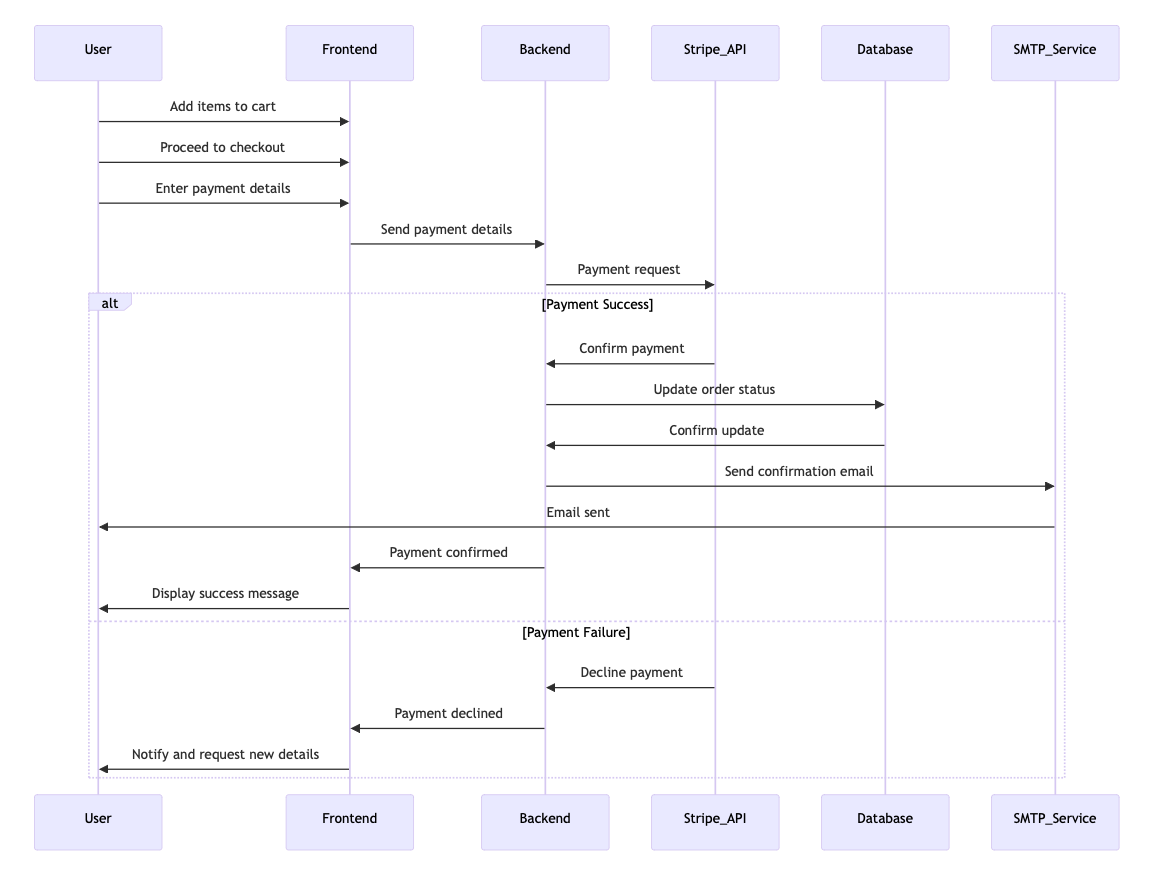 User
Frontend
Backend
Stripe_API
Database
SMTP_Service
Add items to cart
Proceed to checkout
Enter payment details
Send payment details
Payment request
alt
[Payment Success]
Confirm payment
Update order status
Confirm update
Send confirmation email
Email sent
Payment confirmed
Display success message
[Payment Failure]
Decline payment
Payment declined
Notify and request new details
User
Frontend
Backend
Stripe_API
Database
SMTP_Service